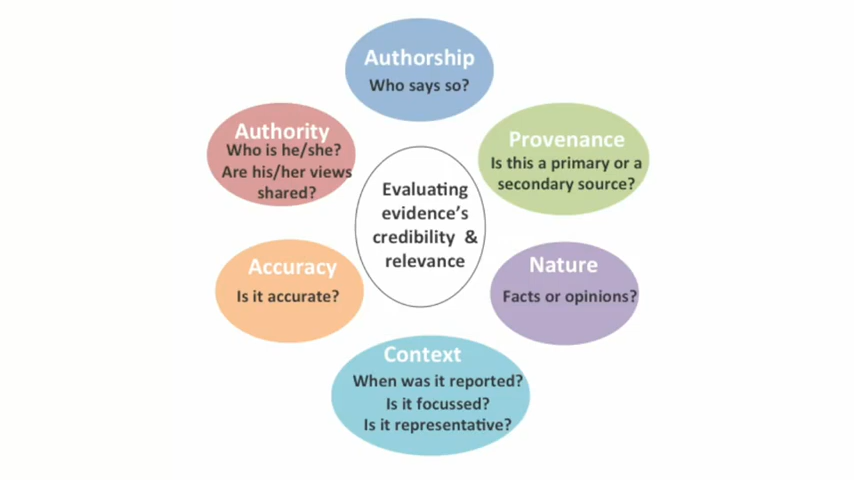 Authorship
Who says so?
Authority
Who is he/she?
Are his/her views
shared?
Provenance
Is this a primary or a
secondary source?
Evaluating
evidence's
credibility & 
relevance
Accuracy
Is it accurate?
Nature
Facts or opinions?
Context
When was it reported?
Is it focussed?
Is it representative?